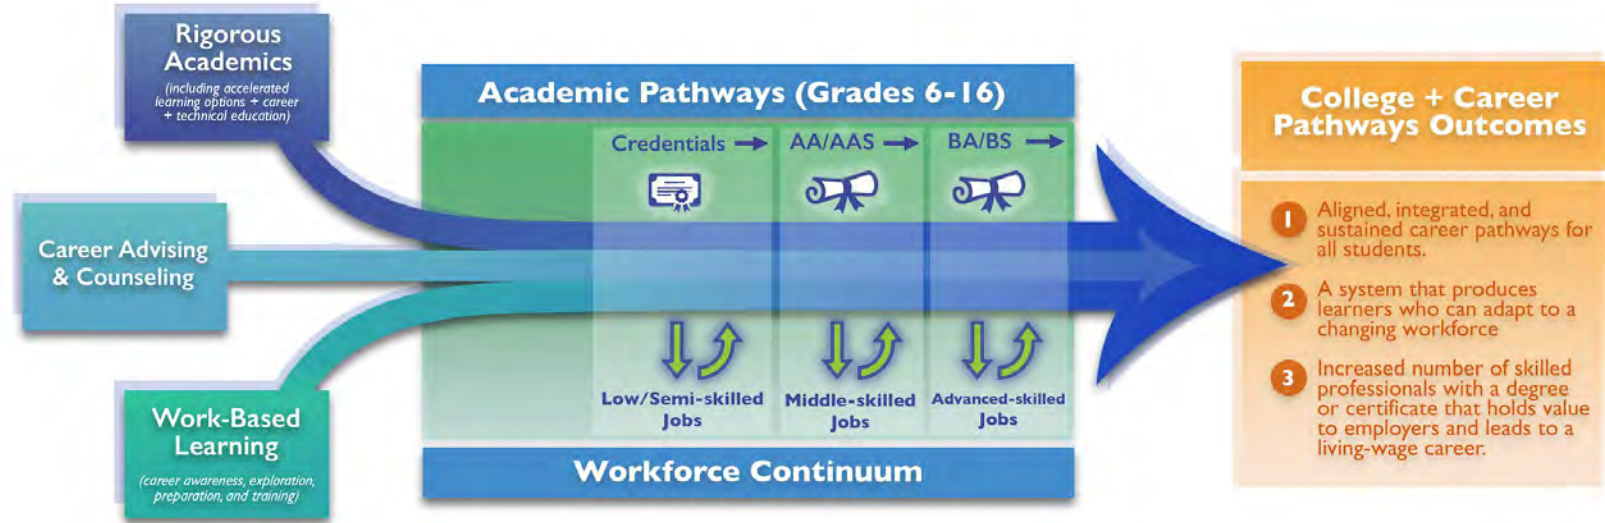 Rigorous
Academics
(including accelerated
learning options + career
+ technical education)
Career Advising
& Counseling
Work-Based
Learning
(career awareness, exploration,
preparation, and training)
Academic Pathways (Grades 6-16)
Credentials
AA/AAS
BA/BS
Low/Semi-skilled
Jobs
Middle-skilled
Jobs
Advanced-skilled
Jobs
Workforce Continuum
College + Career
Pathways Outcomes
1 Aligned, integrated, and
sustained career pathways for
all students.
2 A system that produces
learners who can adapt to a
changing workforce
3 Increased number of skilled
professionals with a degree
or certificate that holds value
to employers and leads to a
living-wage career.